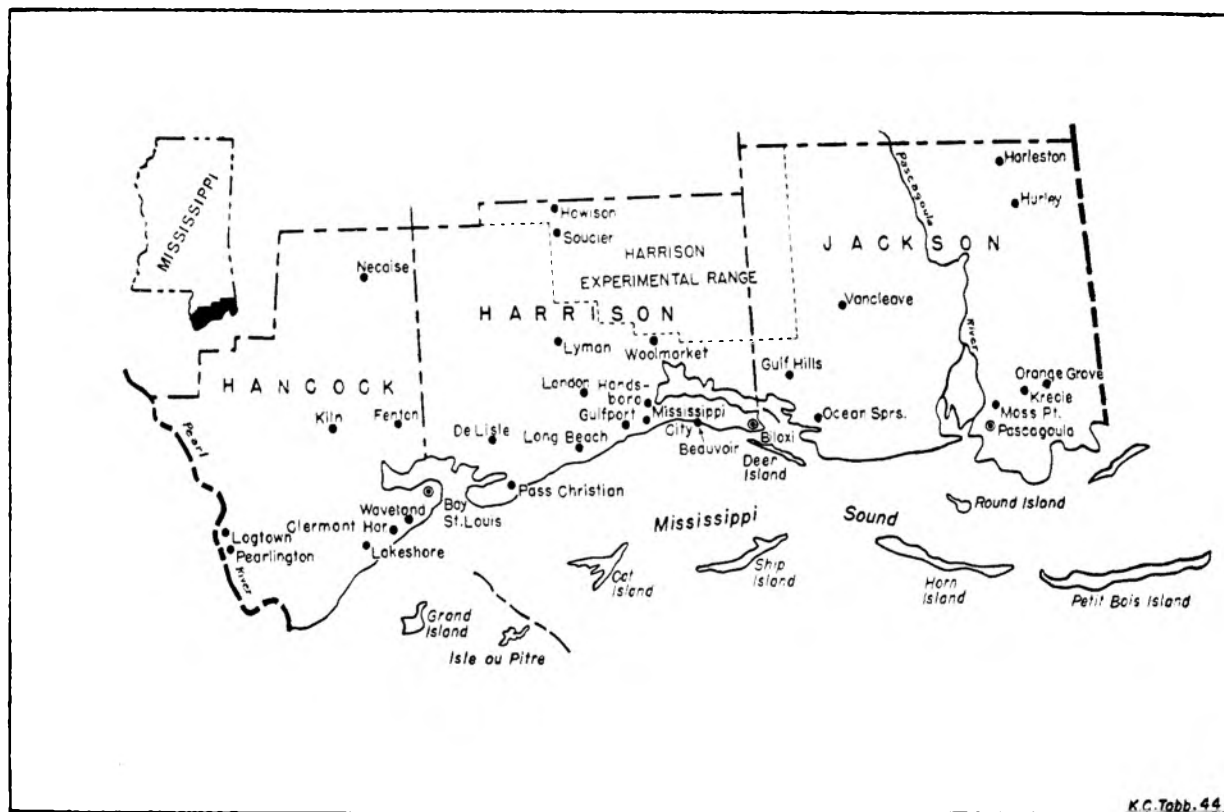 MISSISSIPPI
Harleston
Pascagoula
Hurley
Howison
Soucier
HARRISON
EXPERIMENTAL RANGE
JACKSON
Necaise
Vancleave
HARRISON
Lyman
Woolmarket
River
HANCOCK
Gulf Hills
London
Hands-
boro
Orange Grove
Krecie
Moss Pt.
Kiln
Fenton
Gulfport
Mississippi
City
Ocean Sprs.
Pascagoula
De Lisle
Long Beach
Beauvoir
Biloxi
Deer
Island
Pearl
Pass Christian
Bay
St. Louis
Waveland
Clermont Har
Lakeshore
Round Island
Mississippi Sound
Logtown
Pearlington
River
Cat
Island
Ship
Island
Horn
Island
Petit Bois Island
Grand
Island
Isle au Pitre
K.C.Tabb.44